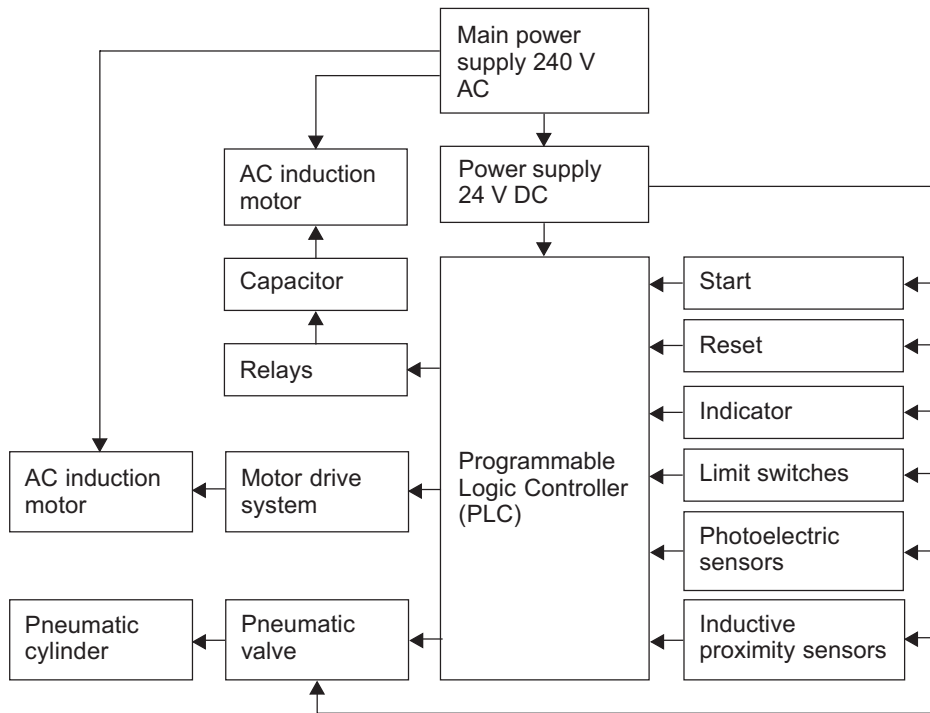 Main power
supply 240 V
AC
AC induction
motor
Power supply
24 V DC
Capacitor
Start
Relays
Reset
Indicator
AC induction
motor
Motor drive
system
Programmable
Logic Controller
(PLC)
Limit switches
Photoelectric
sensors
Pneumatic
cylinder
Pneumatic
valve
Inductive
proximity sensors